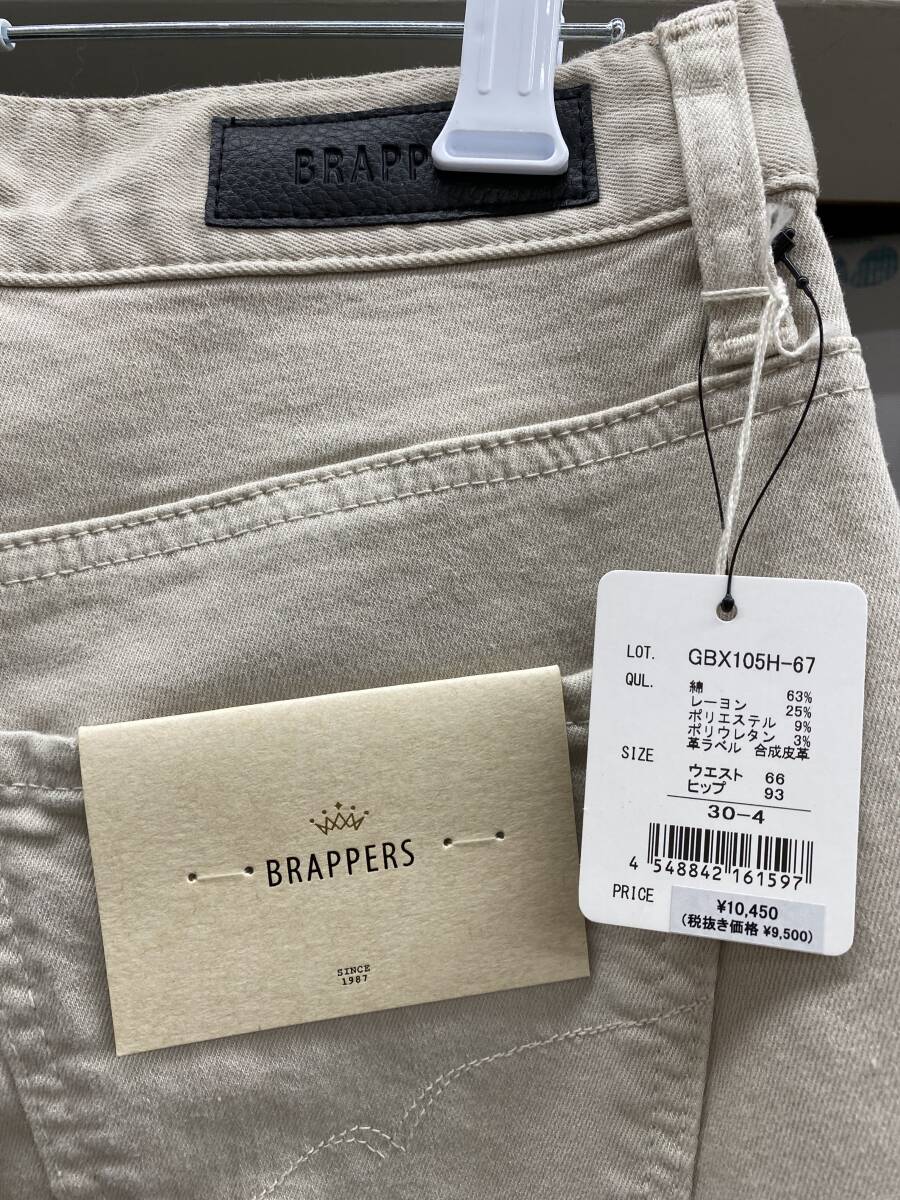 BRAPPE
LOT. GBX105H-67
QUL. 綿 63%
レーヨン 25%
ポリエステル 9%
ポリウレタン 3%
革ラベル 合成皮革
SIZE ウエスト 66
ヒップ 93
30-4
4 548842 161597
PRICE ¥10,450
(税抜き価格 ¥9,500)
BRAPPERS
SINCE
1987